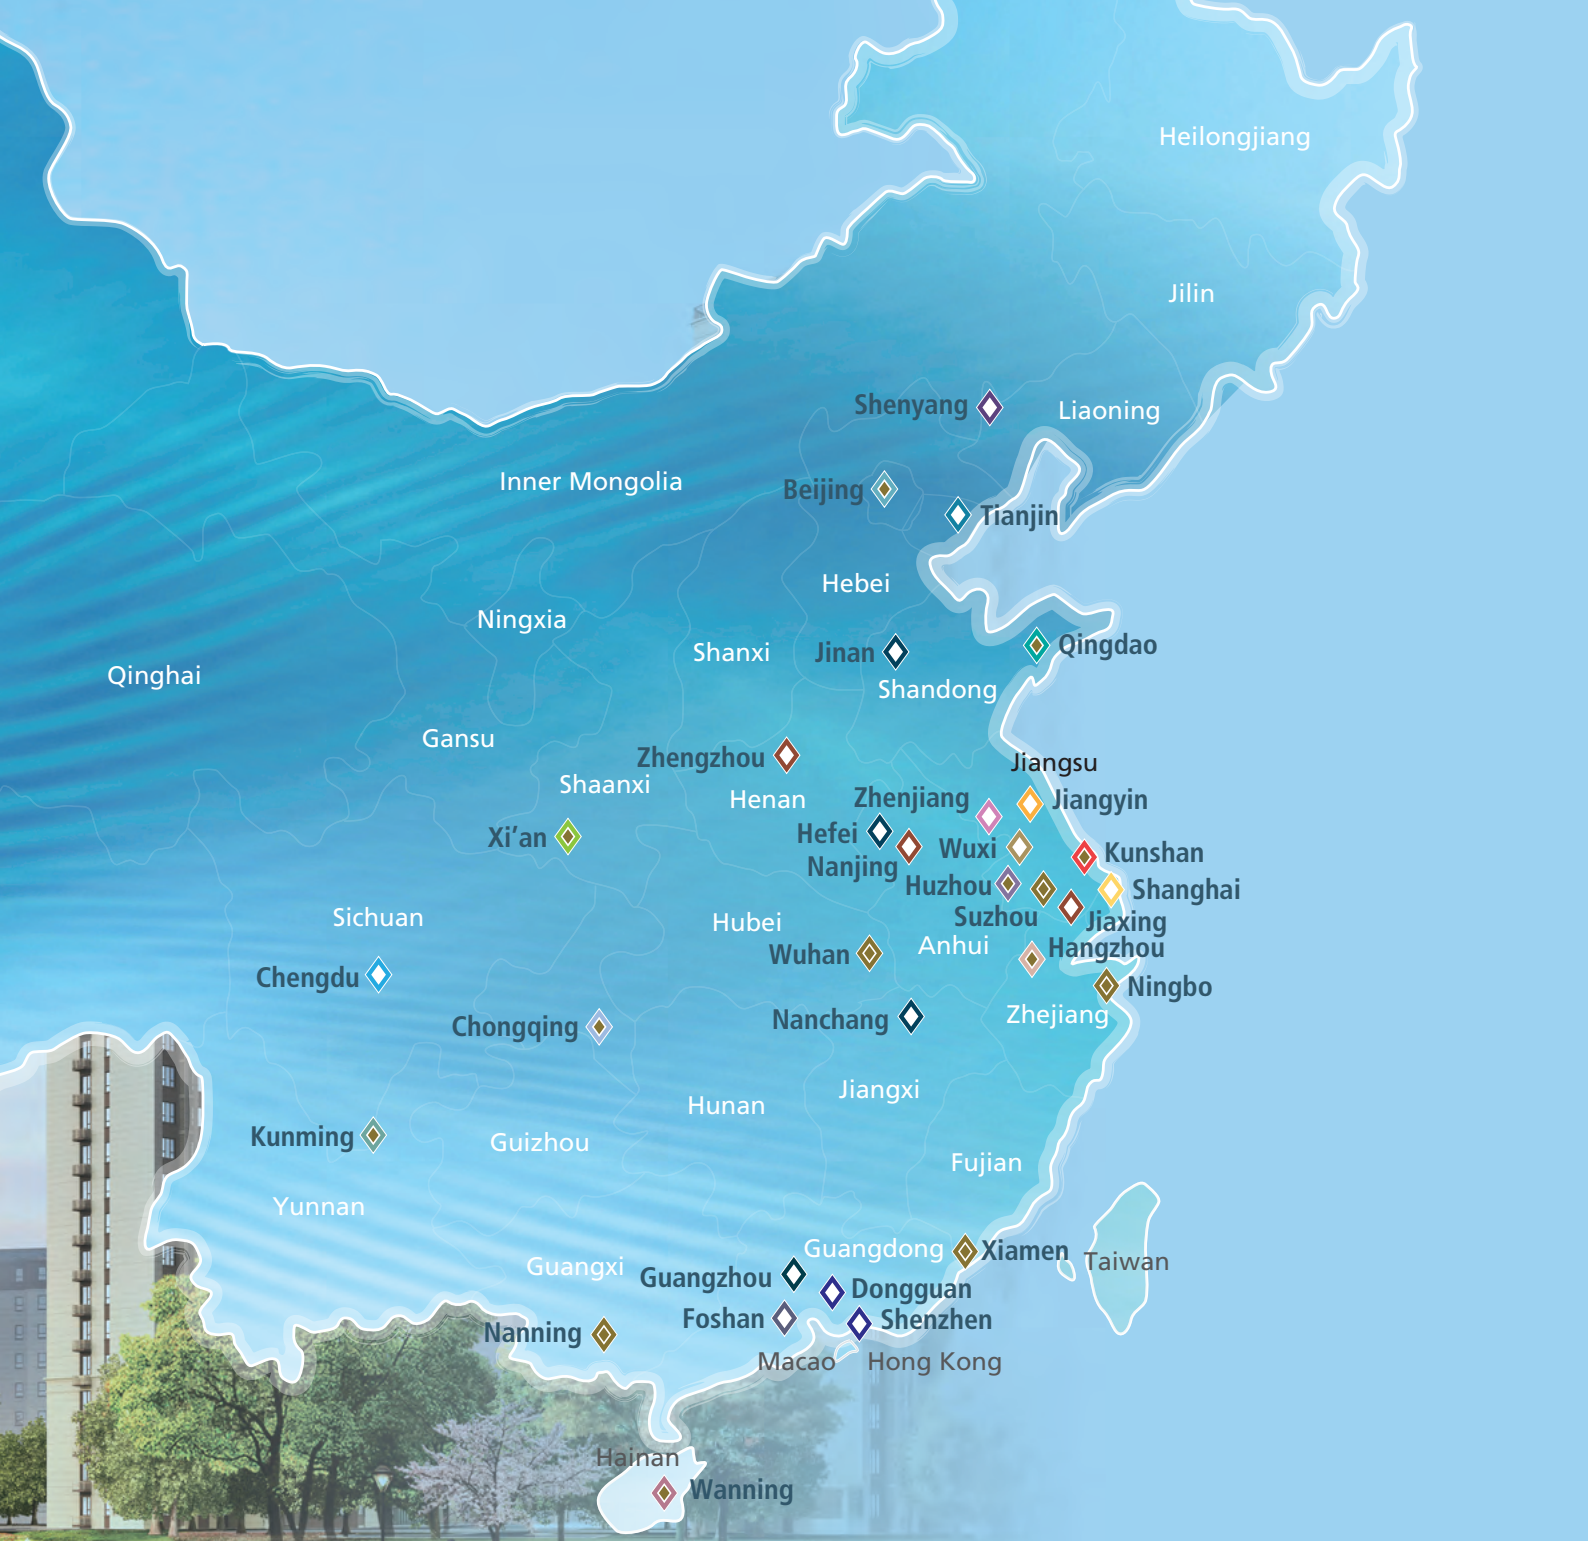 Heilongjiang
Jilin
Shenyang
Liaoning
Inner Mongolia
Beijing
Tianjin
Hebei
Ningxia
Qingdao
Shanxi
Jinan
Qinghai
Shandong
Gansu
Zhengzhou
Jiangsu
Shaanxi
Henan
Zhenjiang
Jiangyin
Xi’an
Hefei
Wuxi
Kunshan
Nanjing
Huzhou
Shanghai
Sichuan
Suzhou
Jiaxing
Hubei
Anhui
Hangzhou
Wuhan
Chengdu
Ningbo
Zhejiang
Chongqing
Nanchang
Jiangxi
Hunan
Kunming
Guizhou
Fujian
Yunnan
Guangdong
Xiamen
Taiwan
Guangxi
Guangzhou
Dongguan
Foshan
Shenzhen
Nanning
Macao
Hong Kong
Hainan
Wanning